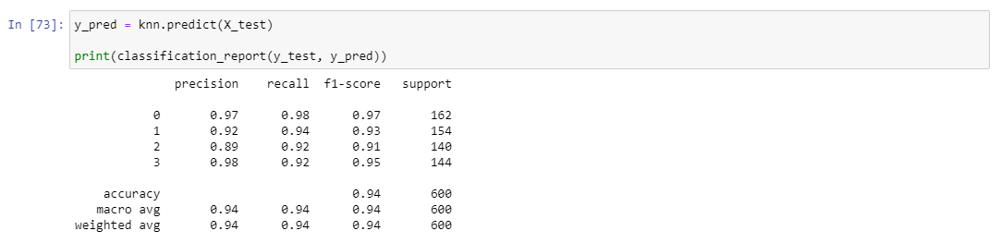 In [73]: y_pred = knn.predict(X_test)
print(classification_report(y_test, y_pred))
precision recall f1-score support
0 0.97 0.98 0.97 162
1 0.92 0.94 0.93 154
2 0.89 0.92 0.91 140
3 0.98 0.92 0.95 144
accuracy 0.94 600
macro avg 0.94 0.94 0.94 600
weighted avg 0.94 0.94 0.94 600